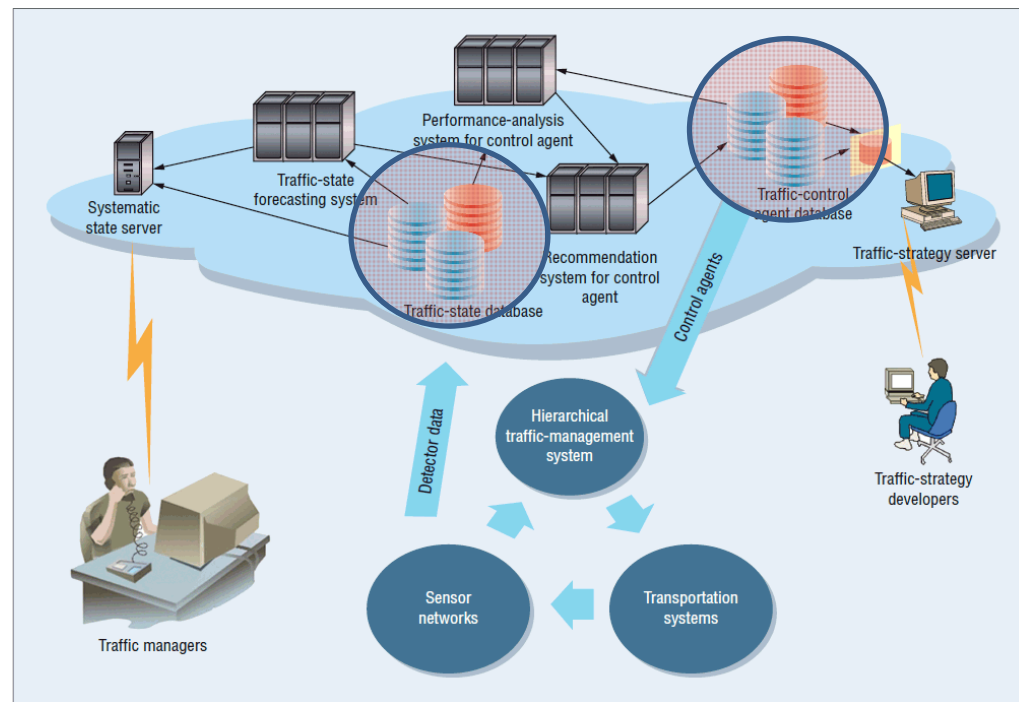 Performance-analysis
system for control agent
Traffic-state
forecasting system
Systematic
state server
Traffic-control
agent database
Traffic-strategy server
Recommendation
system for control
agent
Traffic-state database
Control agents
Detector data
Hierarchical
traffic-management
system
Traffic-strategy
developers
Sensor
networks
Transportation
systems
Traffic managers